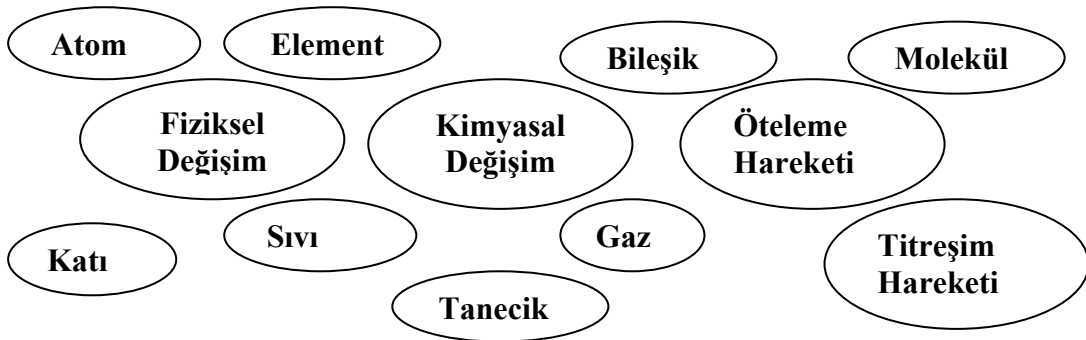 Atom
Element
Bileşik
Molekül
Fiziksel
Değişim
Kimyasal
Değişim
Öteleme
Hareketi
Katı
Sıvı
Gaz
Titreşim
Hareketi
Tanecik